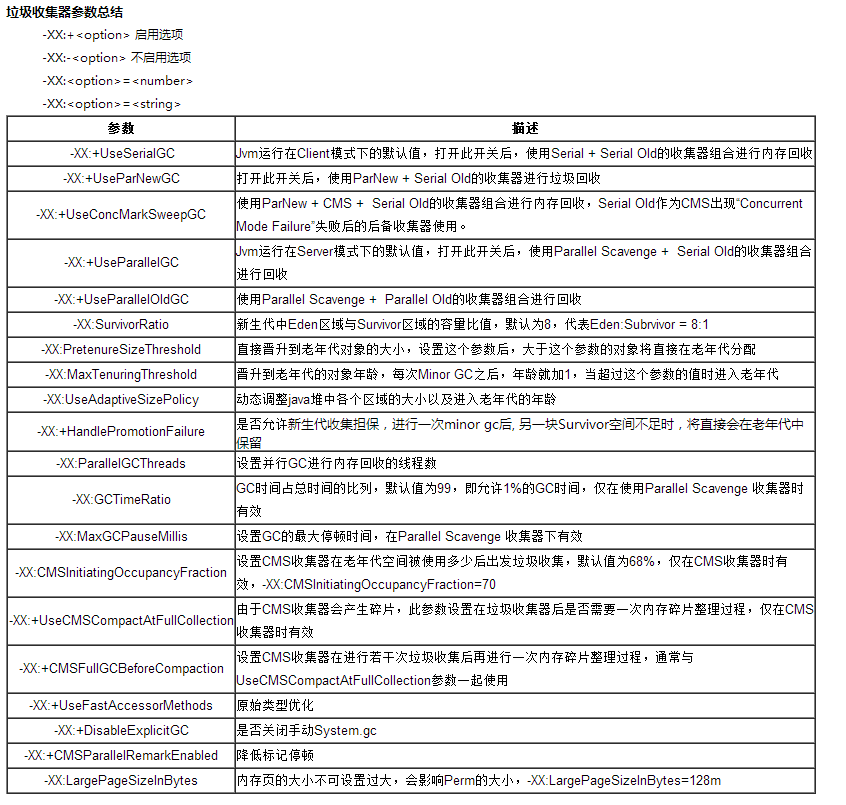 垃圾收集器参数总结
-XX:+<option> 启用选项
-XX:-<option> 不启用选项
-XX:<option>=<number>
-XX:<option>=<string>
参数 描述
-XX:+UseSerialGC Jvm运行在Client模式下的默认值，打开此开关后，使用Serial + Serial Old的收集器组合进行内存回收
-XX:+UseParNewGC 打开此开关后，使用ParNew + Serial Old的收集器进行垃圾回收
-XX:+UseConcMarkSweepGC 使用ParNew + CMS + Serial Old的收集器组合进行内存回收，Serial Old作为CMS出现“Concurrent
Mode Failure”失败后的后备收集器使用。
-XX:+UseParallelGC Jvm运行在Server模式下的默认值，打开此开关后，使用Parallel Scavenge + Serial Old的收集器组合
进行回收
-XX:+UseParallelOldGC 使用Parallel Scavenge + Parallel Old的收集器组合进行回收
-XX:SurvivorRatio 新生代中Eden区域与Survivor区域的容量比值，默认为8，代表Eden:Subrvivor = 8:1
-XX:PretenureSizeThreshold 直接晋升到老年代对象的大小，设置这个参数后，大于这个参数的对象将直接在老年代分配
-XX:MaxTenuringThreshold 晋升到老年代的对象年龄，每次Minor GC之后，年龄就加1，当超过这个参数的值时进入老年代
-XX:UseAdaptiveSizePolicy 动态调整java堆中各个区域的大小以及进入老年代的年龄
-XX:+HandlePromotionFailure 是否允许新生代收集担保，进行一次minor gc后, 另一块Survivor空间不足时，将直接会在老年代中
保留
-XX:ParallelGCThreads 设置并行GC进行内存回收的线程数
-XX:GCTimeRatio GC时间占总时间的比列，默认值为99，即允许1%的GC时间，仅在使用Parallel Scavenge 收集器时
有效
-XX:MaxGCPauseMillis 设置GC的最大停顿时间，在Parallel Scavenge 收集器下有效
-XX:CMSInitiatingOccupancyFraction 设置CMS收集器在老年代空间被使用多少后出发垃圾收集，默认值为68%，仅在CMS收集器时有
效，-XX:CMSInitiatingOccupancyFraction=70
-XX:+UseCMSCompactAtFullCollection 由于CMS收集器会产生碎片，此参数设置在垃圾收集器后是否需要一次内存碎片整理过程，仅在CMS
收集器时有效
-XX:+CMSFullGCBeforeCompaction 设置CMS收集器在进行若干次垃圾收集后再进行一次内存碎片整理过程，通常与
UseCMSCompactAtFullCollection参数一起使用
-XX:+UseFastAccessorMethods 原始类型优化
-XX:+DisableExplicitGC 是否关闭手动System.gc
-XX:+CMSParallelRemarkEnabled 降低标记停顿
-XX:LargePageSizeInBytes 内存页的大小不可设置过大，会影响Perm的大小，-XX:LargePageSizeInBytes=128m